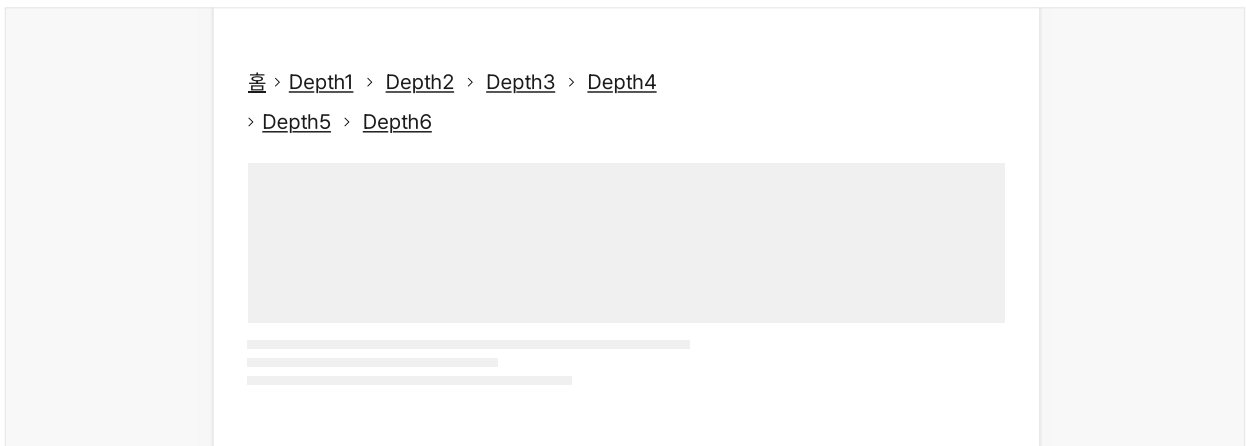 홈 > Depth1 > Depth2 > Depth3 > Depth4
> Depth5 > Depth6